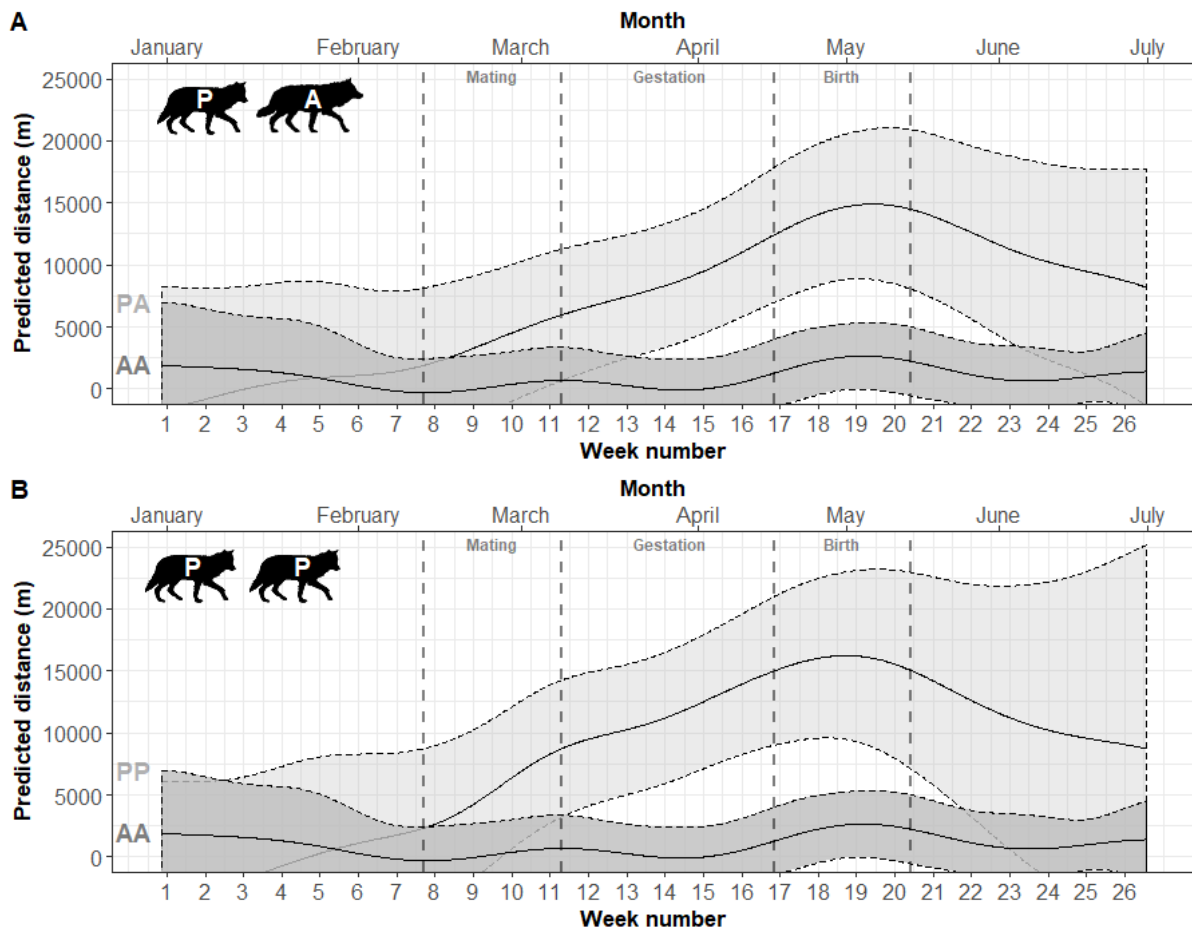 A
Month
January February March April May June July
Mating Gestation Birth
P A
25000
20000
15000
10000
5000
0
PA
AA
Predicted distance (m)
1 2 3 4 5 6 7 8 9 10 11 12 13 14 15 16 17 18 19 20 21 22 23 24 25 26
Week number
B
Month
January February March April May June July
Mating Gestation Birth
P P
25000
20000
15000
10000
5000
0
PP
AA
Predicted distance (m)
1 2 3 4 5 6 7 8 9 10 11 12 13 14 15 16 17 18 19 20 21 22 23 24 25 26
Week number